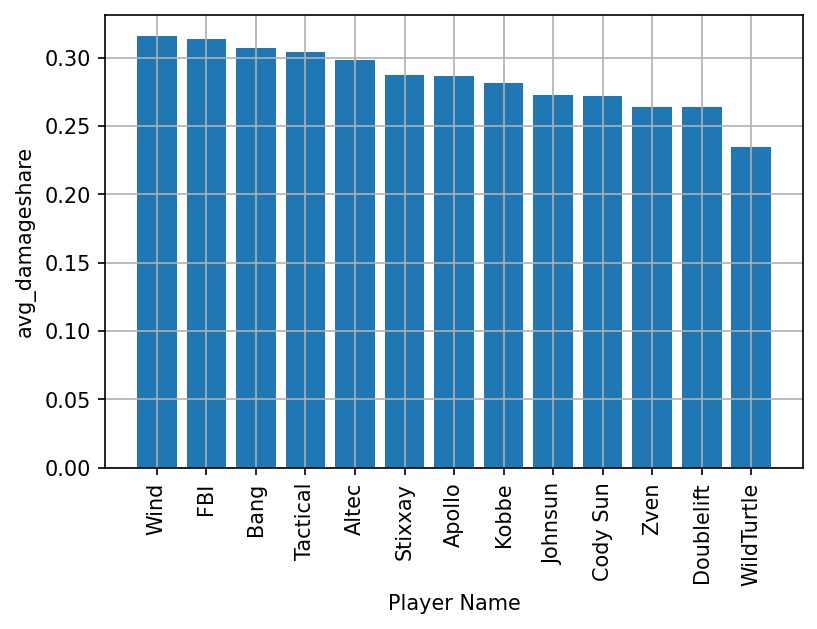 0.30
0.25
0.20
0.15
0.10
0.05
0.00
avg_damageshare
Wind
FBI
Bang
Tactical
Altec
Stixxay
Apollo
Kobbe
Johnsun
Cody Sun
Zven
Doublelift
WildTurtle
Player Name